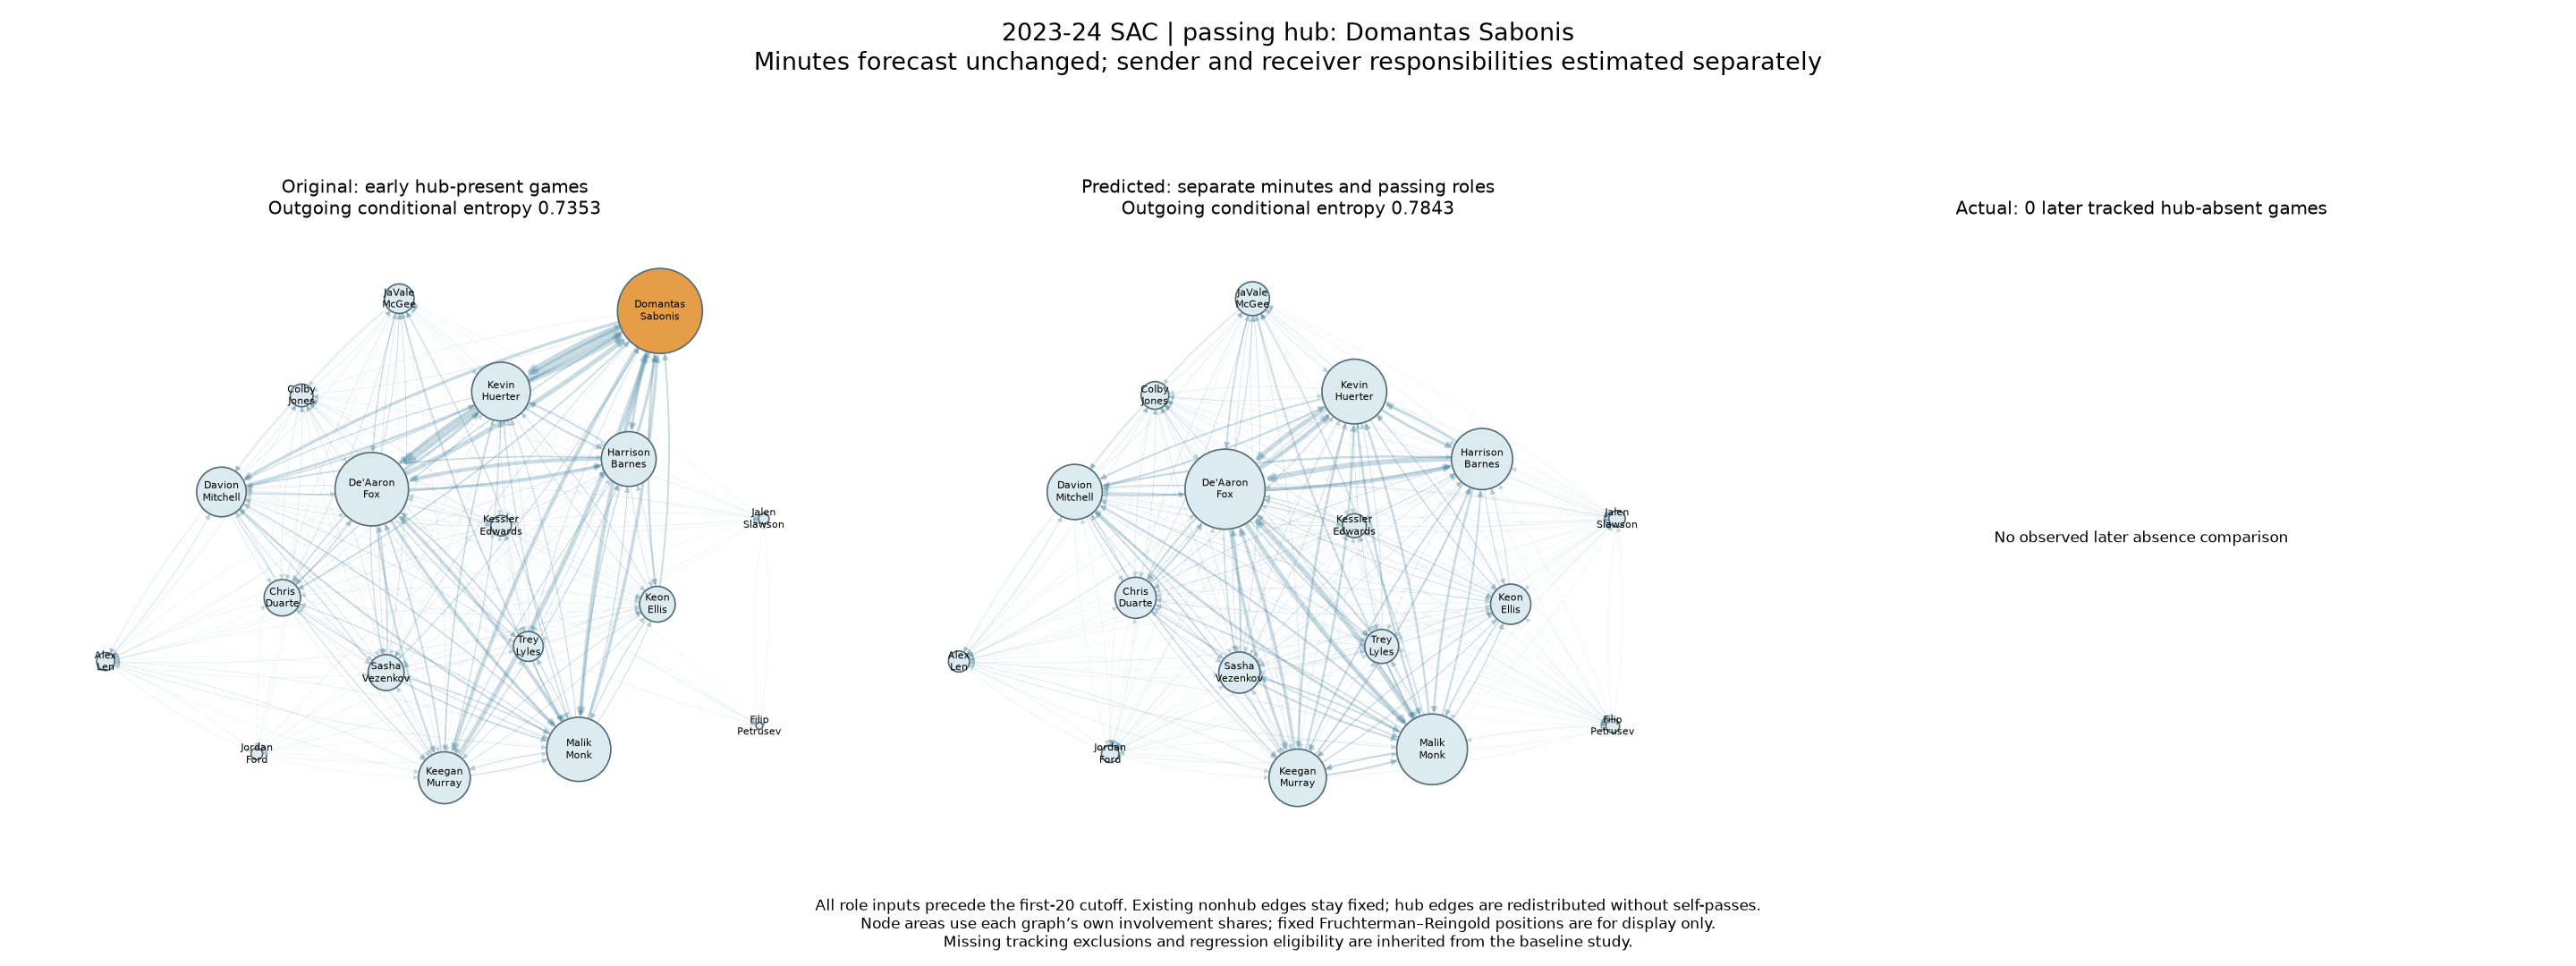 2023-24 SAC | passing hub: Domantas Sabonis
Minutes forecast unchanged; sender and receiver responsibilities estimated separately
Original: early hub-present games
Outgoing conditional entropy 0.7353
JaVale
McGee
Domantas
Sabonis
Colby
Jones
Kevin
Huerter
Harrison
Barnes
Davion
Mitchell
De'Aaron
Fox
Kessler
Edwards
Jalen
Slawson
Chris
Duarte
Keon
Ellis
Alex
Len
Trey
Lyles
Sasha
Vezenkov
Filip
Petrusev
Jordan
Ford
Malik
Monk
Keegan
Murray
Predicted: separate minutes and passing roles
Outgoing conditional entropy 0.7843
JaVale
McGee
Colby
Jones
Kevin
Huerter
Harrison
Barnes
Davion
Mitchell
De'Aaron
Fox
Kessler
Edwards
Jalen
Slawson
Chris
Duarte
Keon
Ellis
Alex
Len
Trey
Lyles
Sasha
Vezenkov
Filip
Petrusev
Jordan
Ford
Malik
Monk
Keegan
Murray
Actual: 0 later tracked hub-absent games
No observed later absence comparison
All role inputs precede the first-20 cutoff. Existing nonhub edges stay fixed; hub edges are redistributed without self-passes.
Node areas use each graph’s own involvement shares; fixed Fruchterman–Reingold positions are for display only.
Missing tracking exclusions and regression eligibility are inherited from the baseline study.